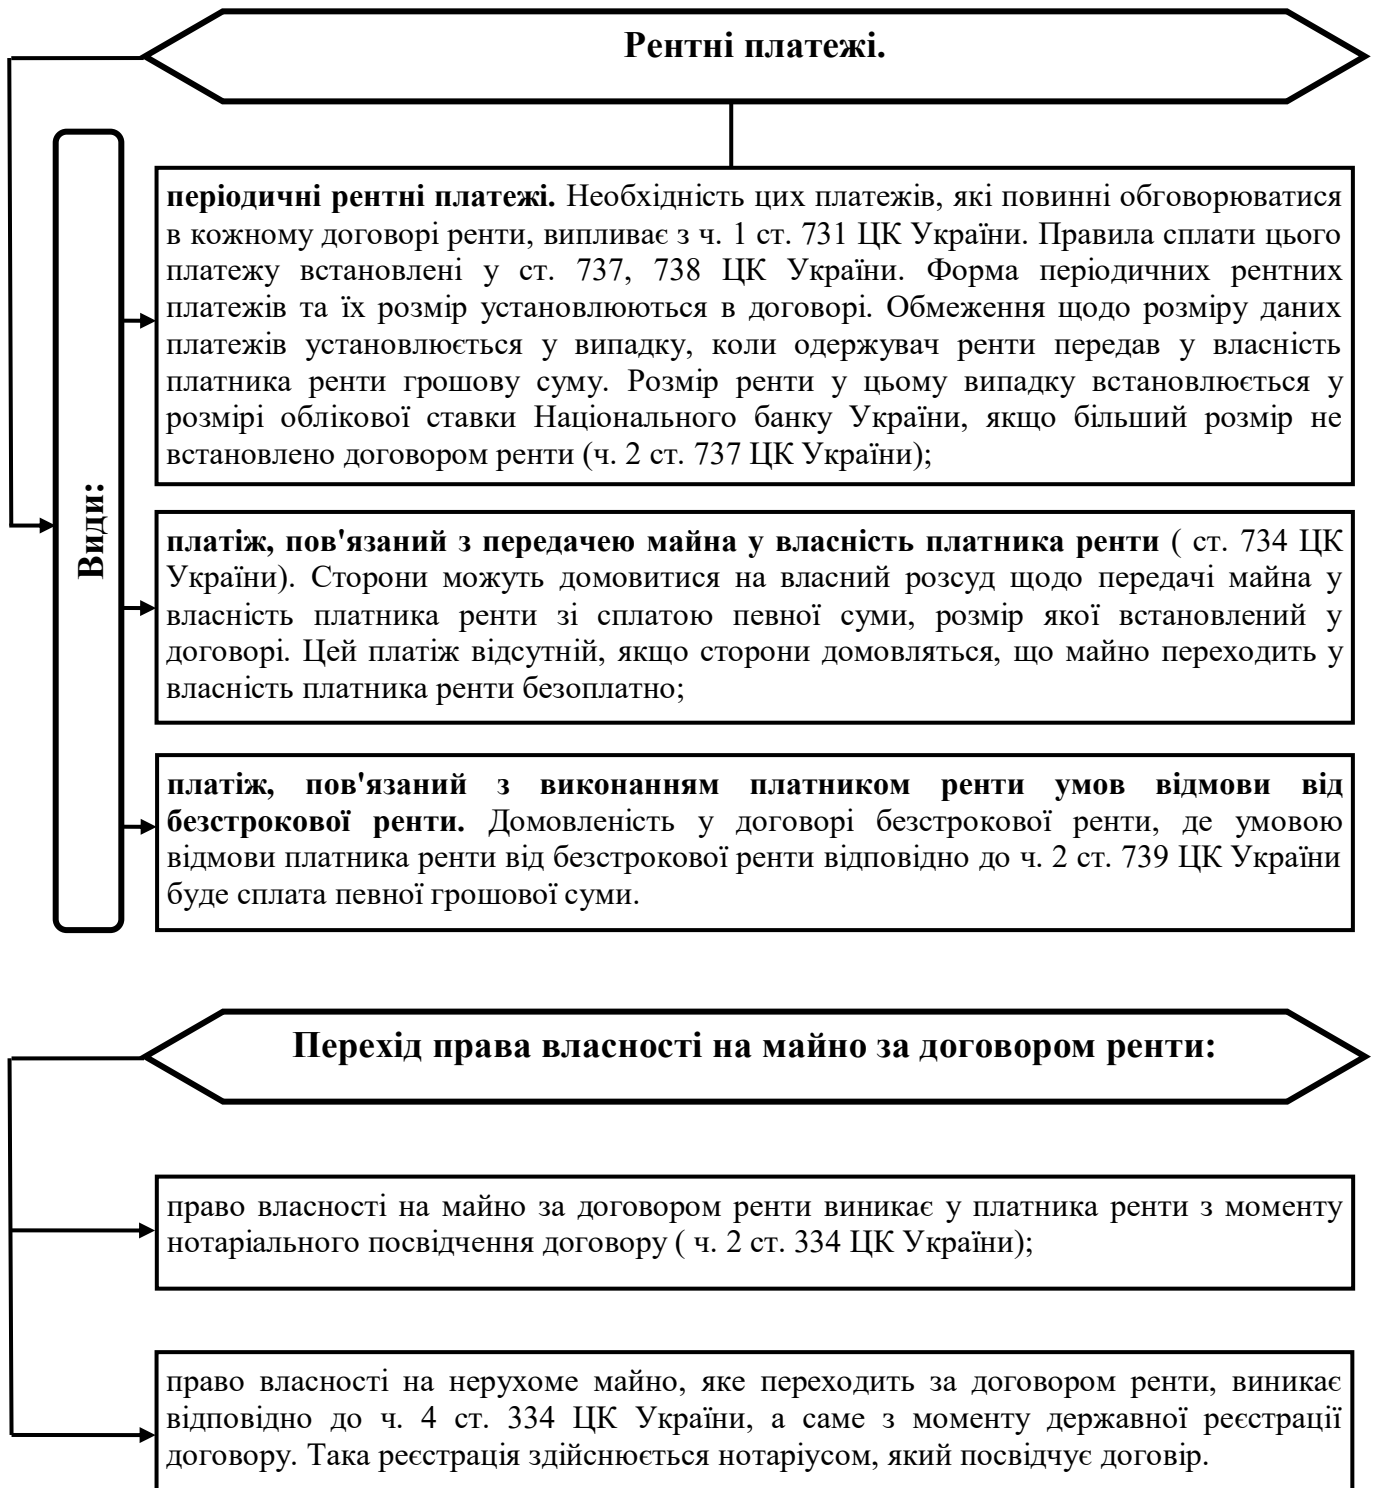 Рентні платежі.
Види:
періодичні рентні платежі. Необхідність цих платежів, які повинні обговорюватися
в кожному договорі ренти, випливає з ч. 1 ст. 731 ЦК України. Правила сплати цього
платежу встановлені у ст. 737, 738 ЦК України. Форма періодичних рентних
платежів та їх розмір установлюються в договорі. Обмеження щодо розміру даних
платежів установлюється у випадку, коли одержувач ренти передав у власність
платника ренти грошову суму. Розмір ренти у цьому випадку встановлюється у
розмірі облікової ставки Національного банку України, якщо більший розмір не
встановлено договором ренти (ч. 2 ст. 737 ЦК України);
платіж, пов'язаний з передачею майна у власність платника ренти ( ст. 734 ЦК
України). Сторони можуть домовитися на власний розсуд щодо передачі майна у
власність платника ренти зі сплатою певної суми, розмір якої встановлений у
договорі. Цей платіж відсутній, якщо сторони домовляться, що майно переходить у
власність платника ренти безоплатно;
платіж, пов'язаний з виконанням платником ренти умов відмови від
безстрокової ренти. Домовленість у договорі безстрокової ренти, де умовою
відмови платника ренти від безстрокової ренти відповідно до ч. 2 ст. 739 ЦК України
буде сплата певної грошової суми.
Перехід права власності на майно за договором ренти:
право власності на майно за договором ренти виникає у платника ренти з моменту
нотаріального посвідчення договору ( ч. 2 ст. 334 ЦК України);
право власності на нерухоме майно, яке переходить за договором ренти, виникає
відповідно до ч. 4 ст. 334 ЦК України, а саме з моменту державної реєстрації
договору. Така реєстрація здійснюється нотаріусом, який посвідчує договір.